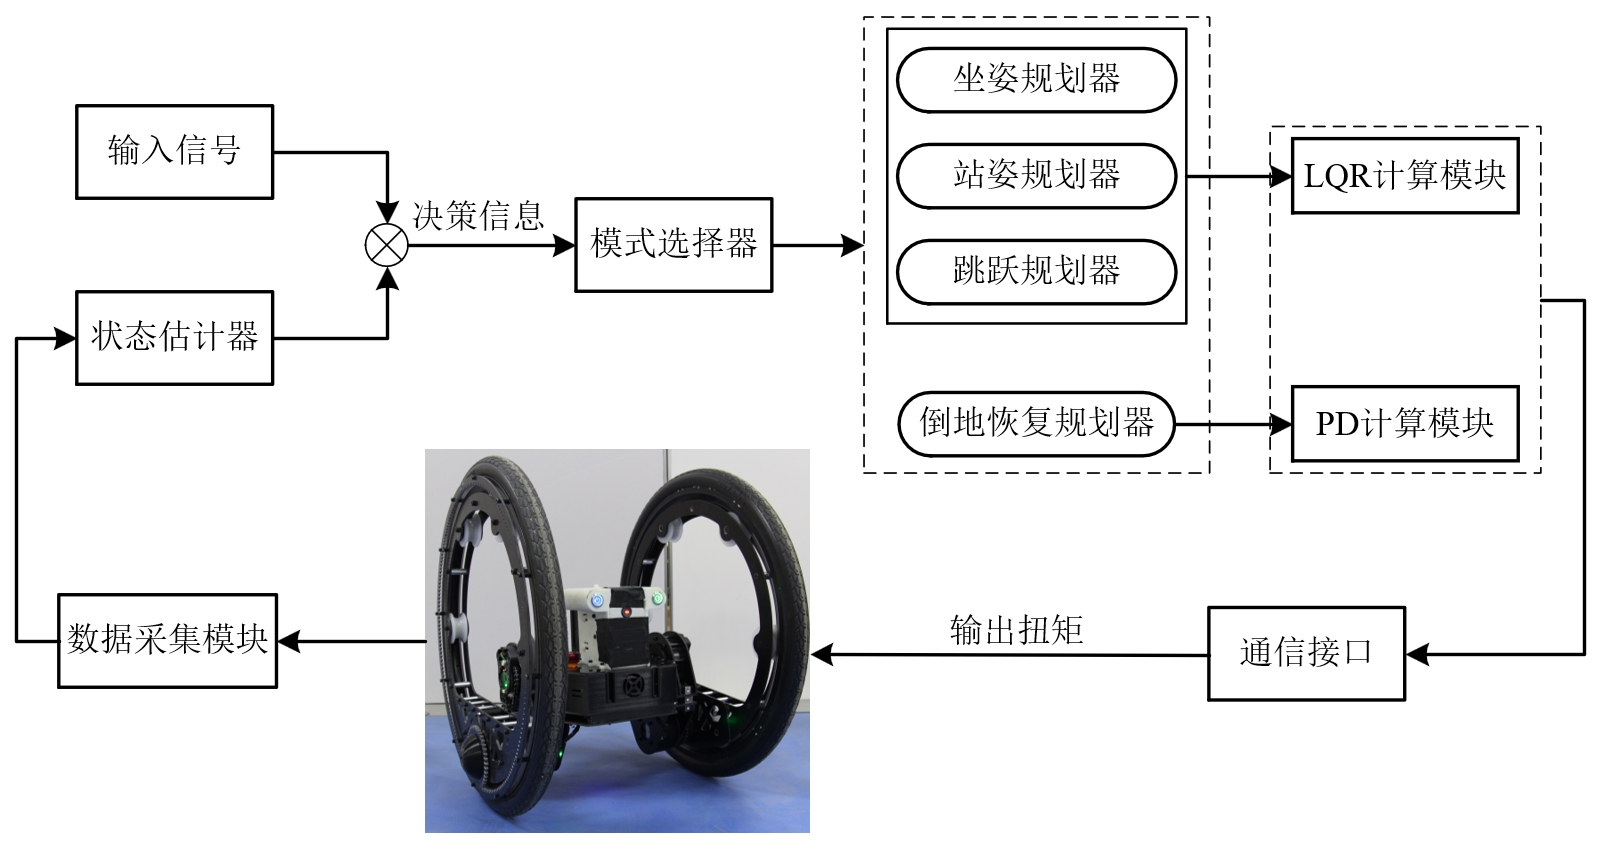 坐姿规划器
输入信号
站姿规划器
LQR计算模块
决策信息
模式选择器
跳跃规划器
状态估计器
倒地恢复规划器
PD计算模块
输出扭矩
数据采集模块
通信接口